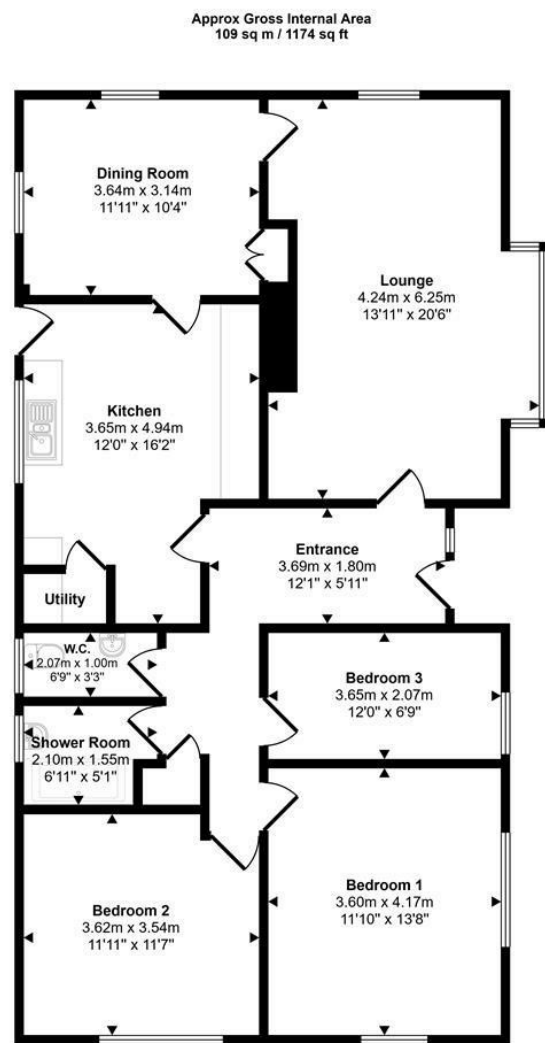 Approx Gross Internal Area
109 sq m / 1174 sq ft
Dining Room
3.64m x 3.14m
11'11" x 10'4"
Lounge
4.24m x 6.25m
13'11" x 20'6"
Kitchen
3.65m x 4.94m
12'0" x 16'2"
Entrance
3.69m x 1.80m
12'1" x 5'11"
Utility
W.C.
2.07m x 1.00m
6'9" x 3'3"
Bedroom 3
3.65m x 2.07m
12'0" x 6'9"
Shower Room
2.10m x 1.55m
6'11" x 5'1"
Bedroom 1
3.60m x 4.17m
11'10" x 13'8"
Bedroom 2
3.62m x 3.54m
11'11" x 11'7"